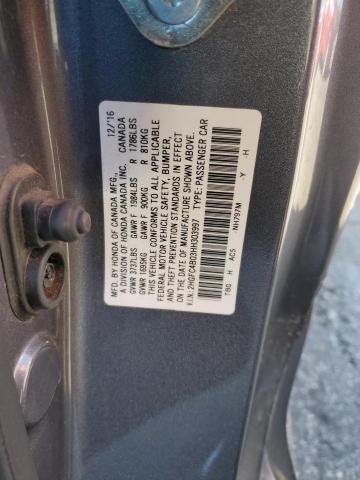 MFD. BY HONDA OF CANADA MFG., 12/'16
A DIVISION OF HONDA CANADA INC. CANADA
GVWR 3737LBS GAWR F 1984LBS R 1786LBS
GVWR 1695KG GAWR F 900KG R 810KG
THIS VEHICLE CONFORMS TO ALL APPLICABLE
FEDERAL MOTOR VEHICLE SAFETY, BUMPER,
AND THEFT PREVENTION STANDARDS IN EFFECT
ON THE DATE OF MANUFACTURE SHOWN ABOVE.
V-IN: 2HGFC4B03HH303997 TYPE: PASSENGER CAR
NH797M -Y -H
TBG H AC5